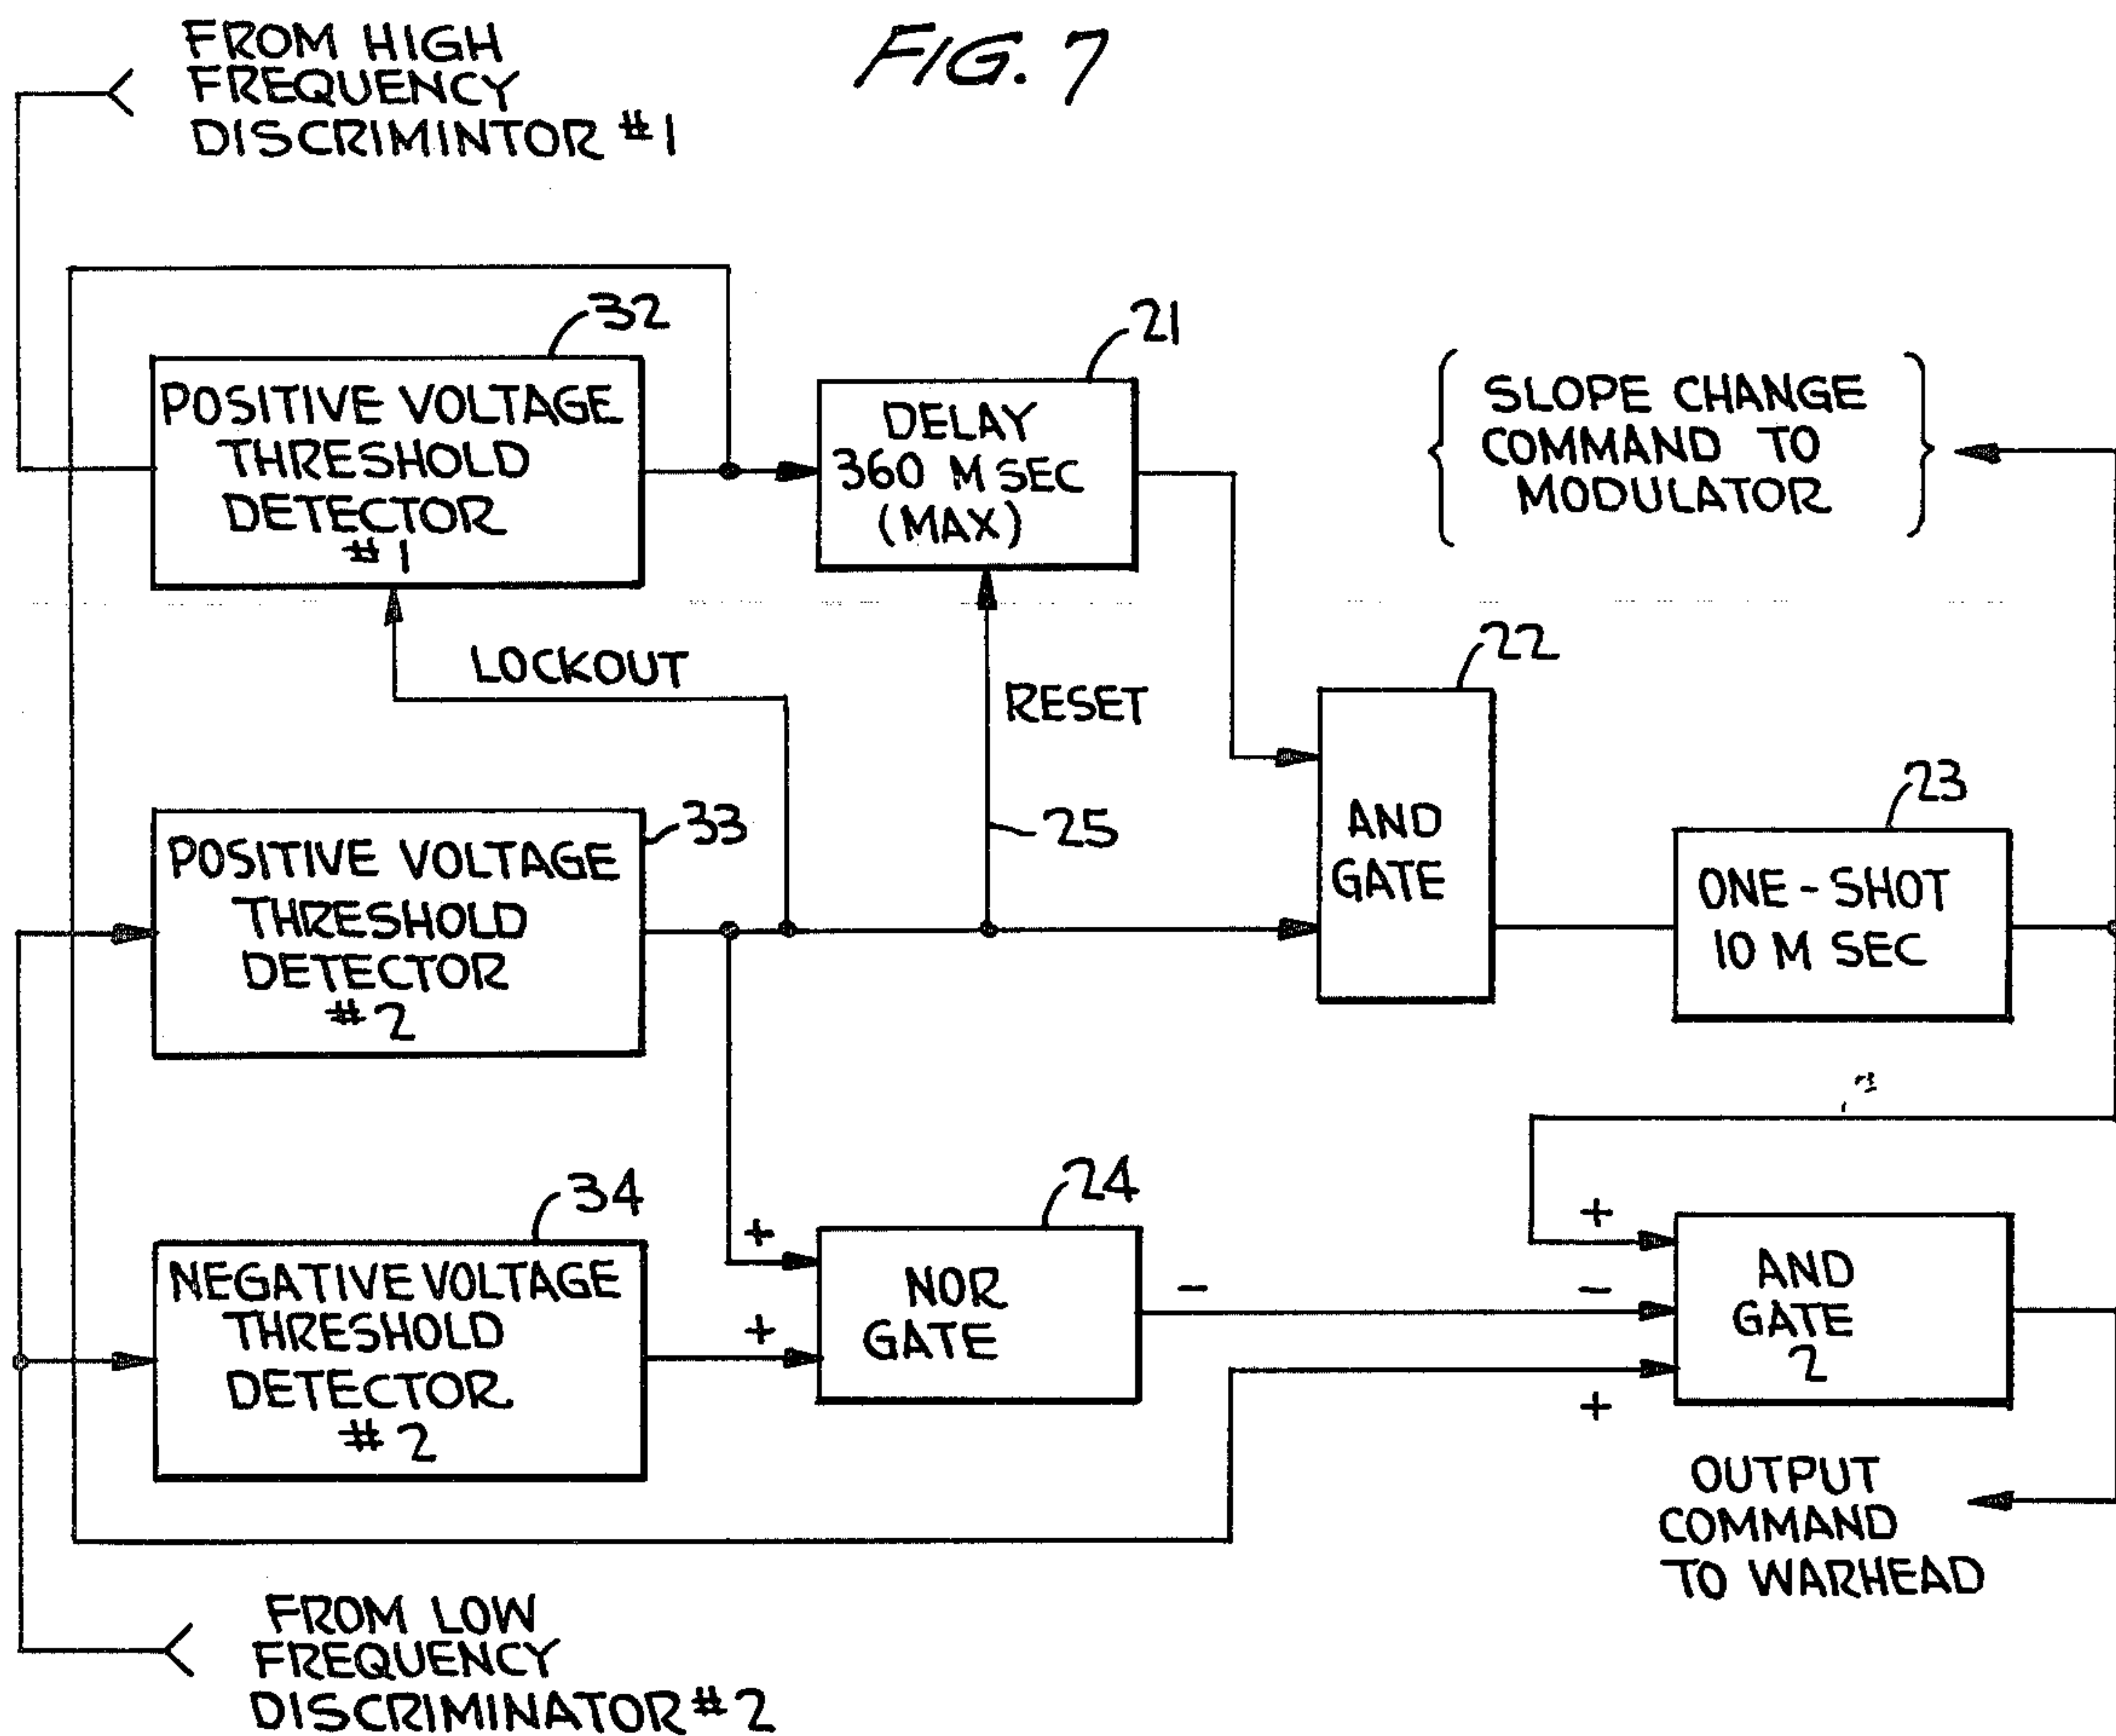 FROM HIGH
FREQUENCY
DISCRIMINTOR #1
FIG. 7
32
POSITIVE VOLTAGE
THRESHOLD
DETECTOR
#1
21
DELAY
360 M SEC
(MAX)
SLOPE CHANGE
COMMAND TO
MODULATOR
LOCKOUT
RESET
25
22
AND
GATE
23
ONE-SHOT
10 M SEC
33
POSITIVE VOLTAGE
THRESHOLD
DETECTOR
#2
34
NEGATIVE VOLTAGE
THRESHOLD
DETECTOR
#2
+
+
24
NOR
GATE
-
+
-
+
AND
GATE
2
OUTPUT
COMMAND
TO WARHEAD
FROM LOW
FREQUENCY
DISCRIMINATOR #2